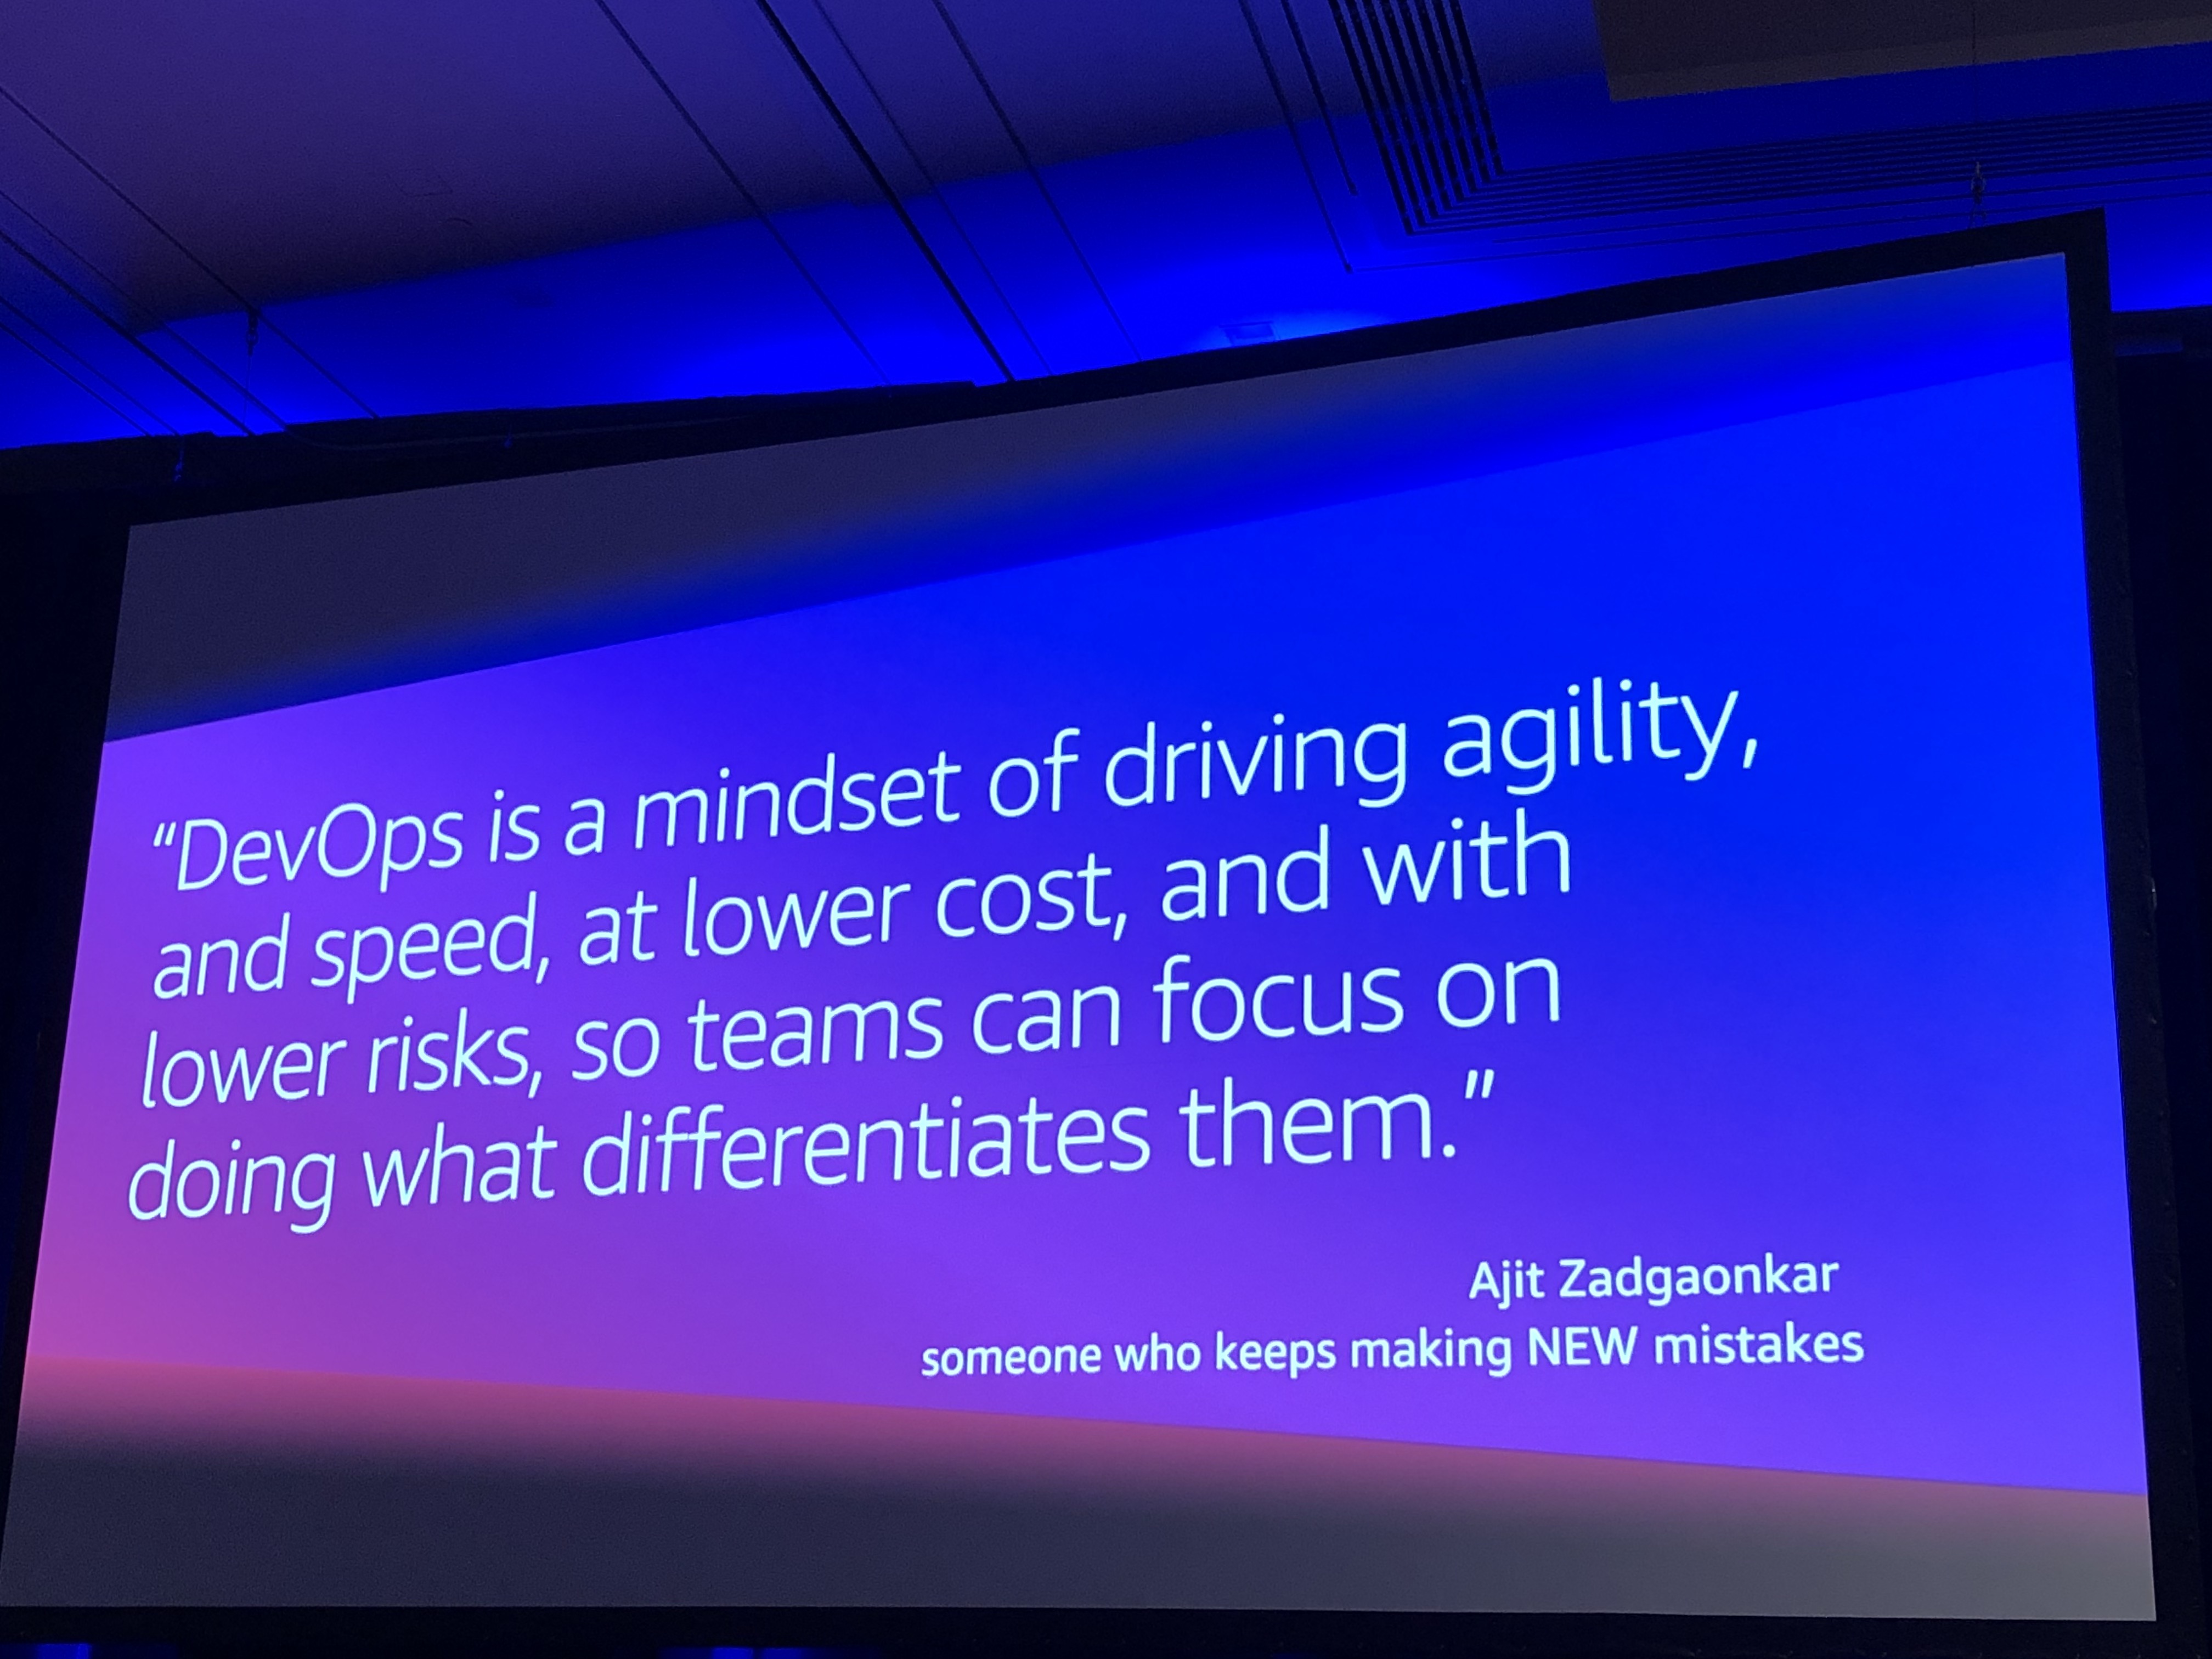 “DevOps is a mindset of driving agility,
and speed, at lower cost, and with
lower risks, so teams can focus on
doing what differentiates them.”
Ajit Zadgaonkar
someone who keeps making NEW mistakes